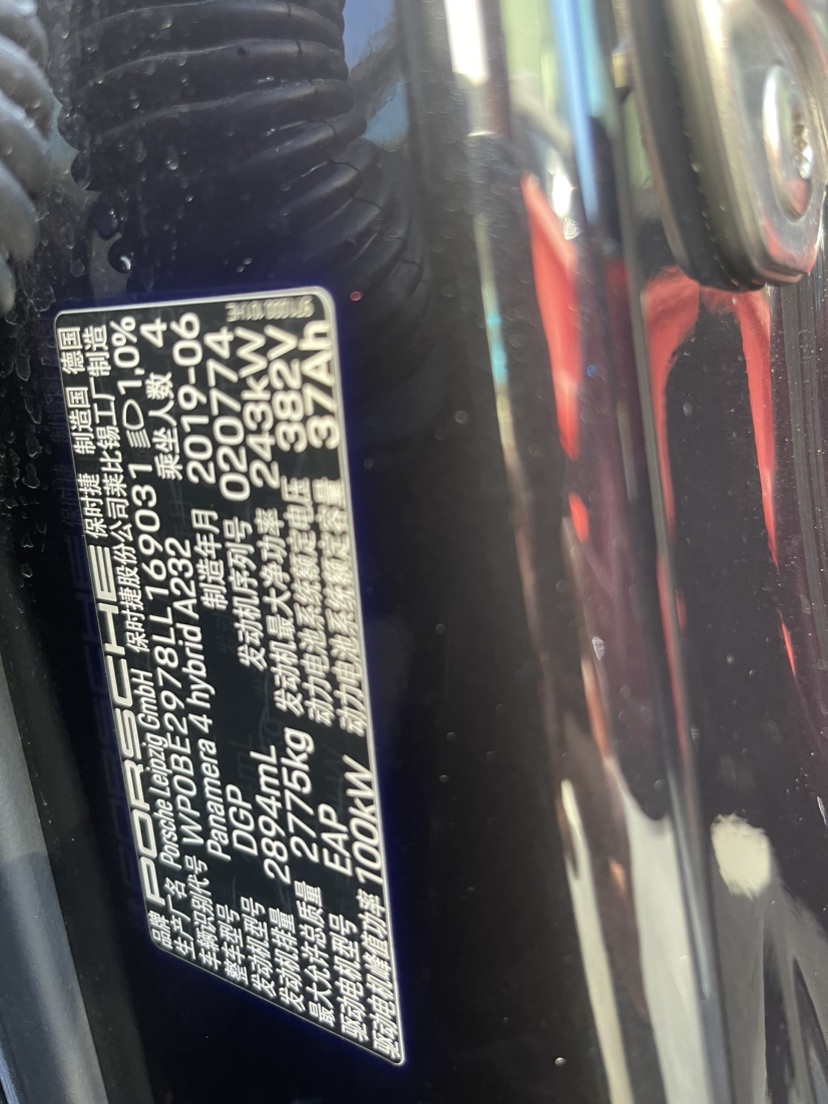 品牌 PORSCHE 保时捷 制造国 德国
生产厂名 Porsche Leipzig GmbH 保时捷股份公司莱比锡工厂制造
车辆识别代号 WP0BE2978LL169031 1.0%
整车型号 Panamera 4 hybrid A232 乘坐人数 4
发动机型号 DGP 制造年月 2019-06
发动机排量 2894mL 发动机序列号 020774
最大允许总质量 2775kg 发动机最大净功率 243kW
驱动电机型号 EAP 动力电池系统额定电压 382V
驱动电机峰值功率 100kW 动力电池系统额定容量 37Ah